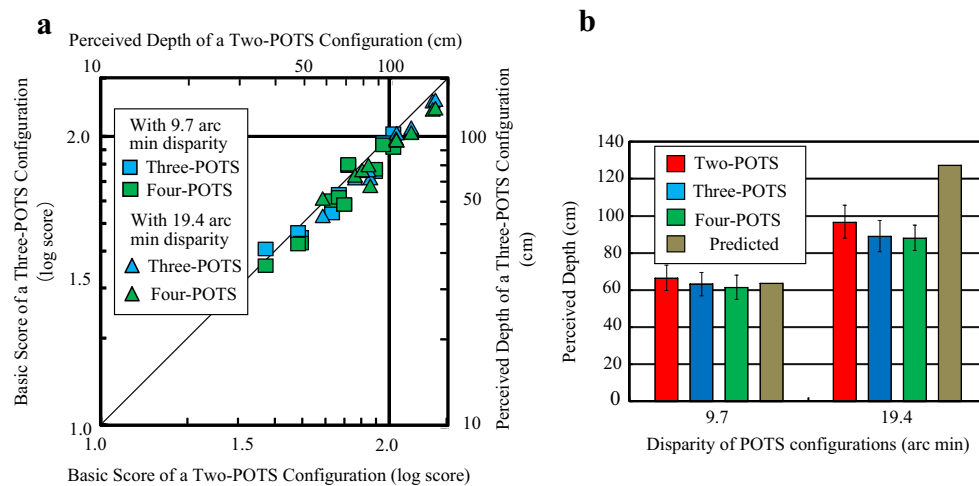 a
Perceived Depth of a Two-POTS Configuration (cm)
10
50
100
Basic Score of a Three-POTS Configuration
(log score)
2.0
1.5
1.0
With 9.7 arc
min disparity
Three-POTS
Four-POTS
With 19.4 arc
min disparity
Three-POTS
Four-POTS
100
50
10
Perceived Depth of a Three-POTS Configuration
(cm)
1.0
1.5
2.0
Basic Score of a Two-POTS Configuration (log score)
b
Perceived Depth (cm)
140
120
100
80
60
40
20
0
Two-POTS
Three-POTS
Four-POTS
Predicted
9.7
19.4
Disparity of POTS configurations (arc min)